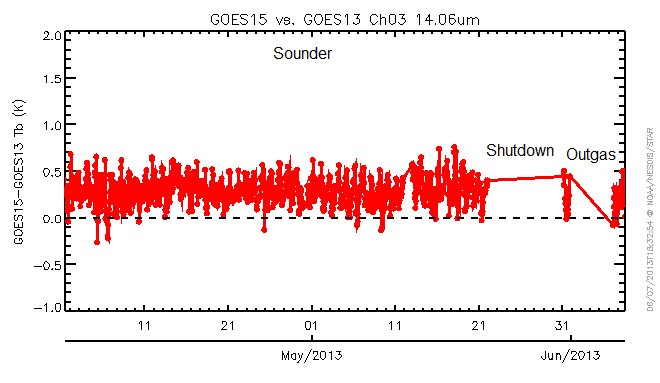 GOES15 vs. GOES13 Ch03 14.06um
Sounder
2.0
1.5
1.0
0.5
0.0
-0.5
-1.0
GOES15-GOES13 Tb (K)
Shutdown
Outgas
11 21 01 11 21 31
May/2013 Jun/2013
06/07/2013T18:32:54 @ NOAA/NESDIS/STAR